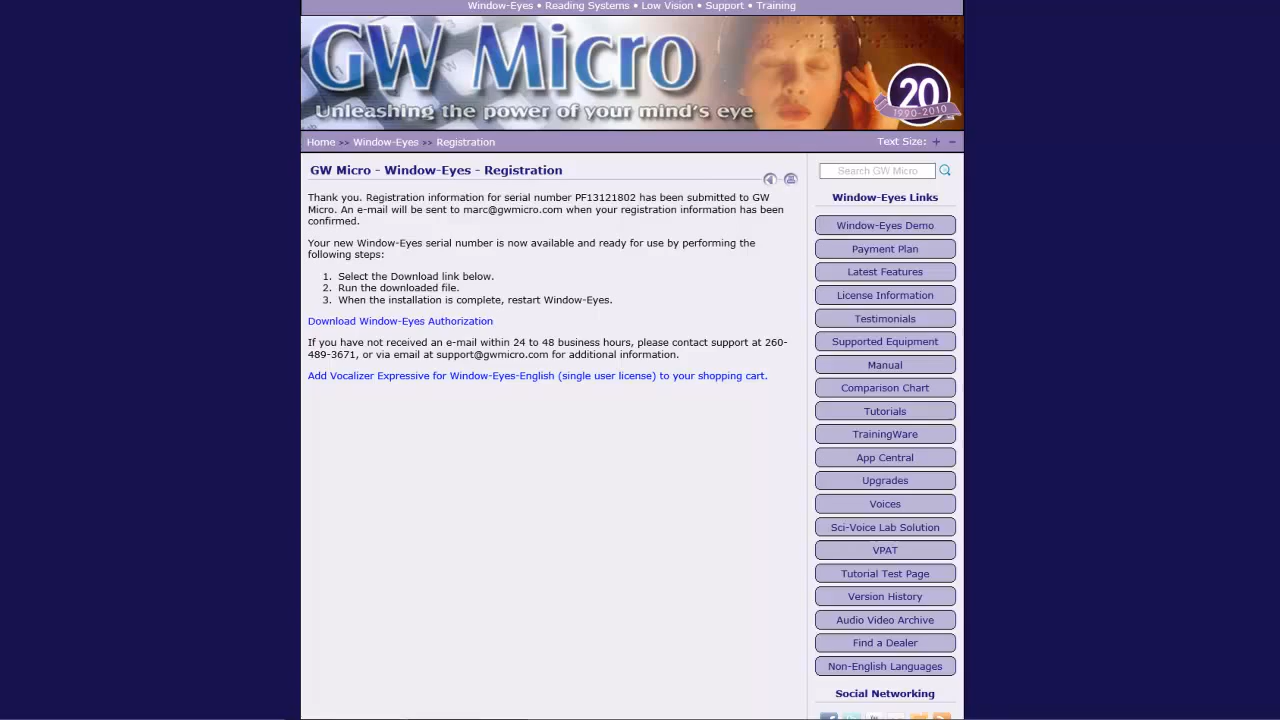 Window-Eyes • Reading Systems • Low Vision • Support • Training
GW Micro
Unleashing the power of your mind's eye
20
1990-2010
Home >> Window-Eyes >> Registration
Text Size: + −
GW Micro - Window-Eyes - Registration
Thank you. Registration information for serial number PF13121802 has been submitted to GW
Micro. An e-mail will be sent to marc@gwmicro.com when your registration information has been
confirmed.
Your new Window-Eyes serial number is now available and ready for use by performing the
following steps:
1. Select the Download link below.
2. Run the downloaded file.
3. When the installation is complete, restart Window-Eyes.
Download Window-Eyes Authorization
If you have not received an e-mail within 24 to 48 business hours, please contact support at 260-
489-3671, or via email at support@gwmicro.com for additional information.
Add Vocalizer Expressive for Window-Eyes-English (single user license) to your shopping cart.
Search GW Micro
Window-Eyes Links
Window-Eyes Demo
Payment Plan
Latest Features
License Information
Testimonials
Supported Equipment
Manual
Comparison Chart
Tutorials
TrainingWare
App Central
Upgrades
Voices
Sci-Voice Lab Solution
VPAT
Tutorial Test Page
Version History
Audio Video Archive
Find a Dealer
Non-English Languages
Social Networking